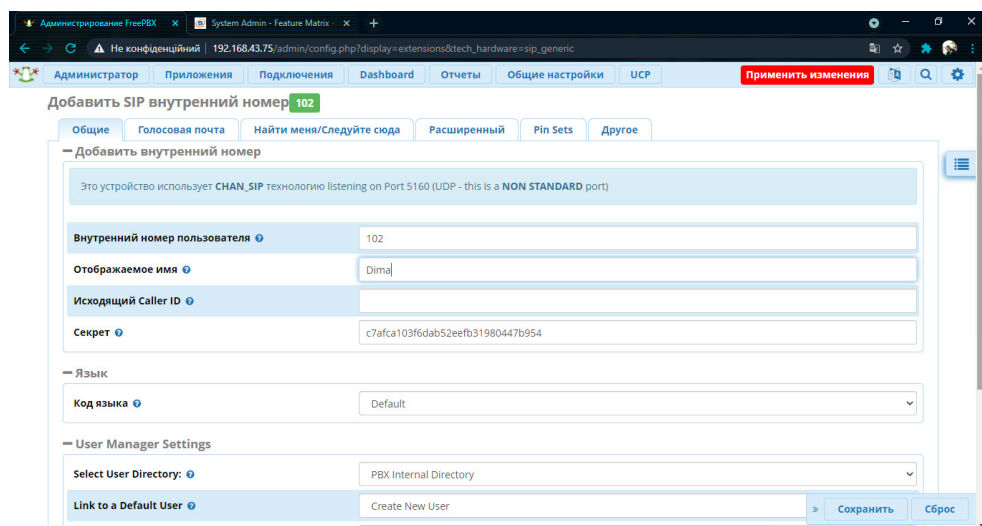 Администрирование FreePBX
System Admin - Feature Matrix -
Не конфіденційний 192.168.43.75/admin/config.php?display=extensions&tech_hardware=sip_generic
Администратор Приложения Подключения Dashboard Отчеты Общие настройки UCP Применить изменения
Добавить SIP внутренний номер 102
Общие Голосовая почта Найти меня/Следуйте сюда Расширенный Pin Sets Другое
Добавить внутренний номер
Это устройство использует CHAN_SIP технологию listening on Port 5160 (UDP - this is a NON STANDARD port)
Внутренний номер пользователя 102
Отображаемое имя Dima
Исходящий Caller ID
Секрет c7afca103f6dab52eefb31980447b954
Язык
Код языка Default
User Manager Settings
Select User Directory: PBX Internal Directory
Link to a Default User Create New User
» Сохранить Сброс